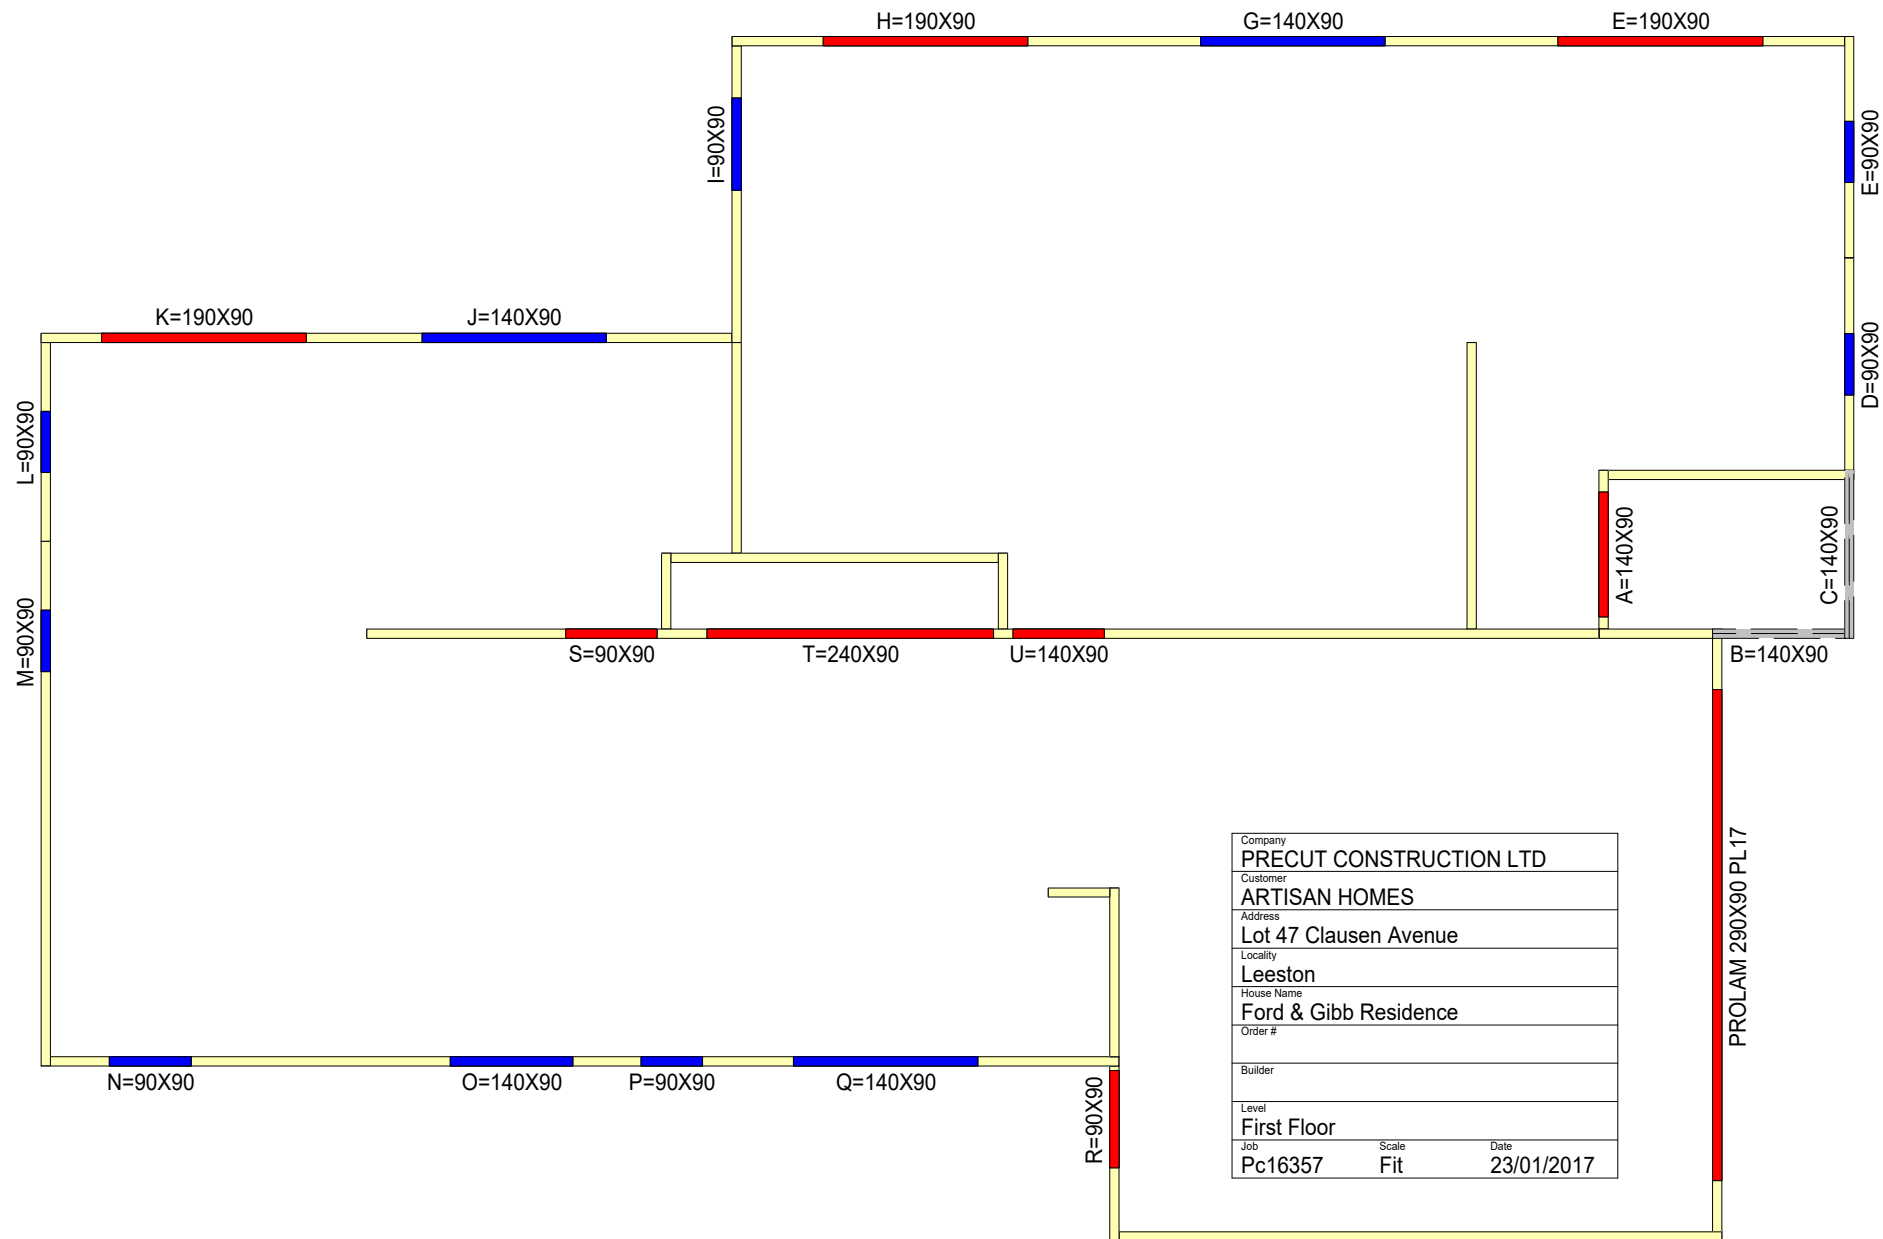 H=190X90
G=140X90
E=190X90
I=90X90
E=90X90
K=190X90
J=140X90
D=90X90
L=90X90
A=140X90
C=140X90
M=90X90
S=90X90
T=240X90
U=140X90
B=140X90
PROLAM 290X90 PL17
Company
PRECUT CONSTRUCTION LTD
Customer
ARTISAN HOMES
Address
Lot 47 Clausen Avenue
Locality
Leeston
House Name
Ford & Gibb Residence
Order #
Builder
Level
First Floor
Job Scale Date
Pc16357 Fit 23/01/2017
N=90X90
O=140X90
P=90X90
Q=140X90
R=90X90